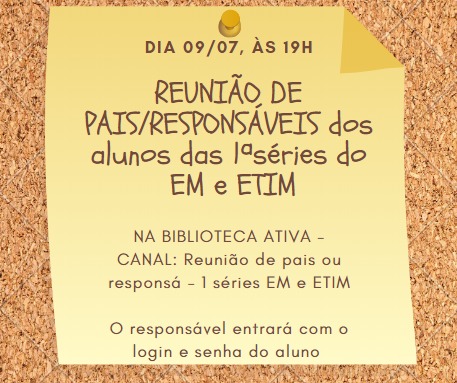 DIA 09/07, ÀS 19H
REUNIÃO DE
PAIS/RESPONSÁVEIS dos
alunos das 1ªséries do
EM e ETIM
NA BIBLIOTECA ATIVA -
CANAL: Reunião de pais ou
responsá - 1 séries EM e ETIM
O responsável entrará com o
login e senha do aluno